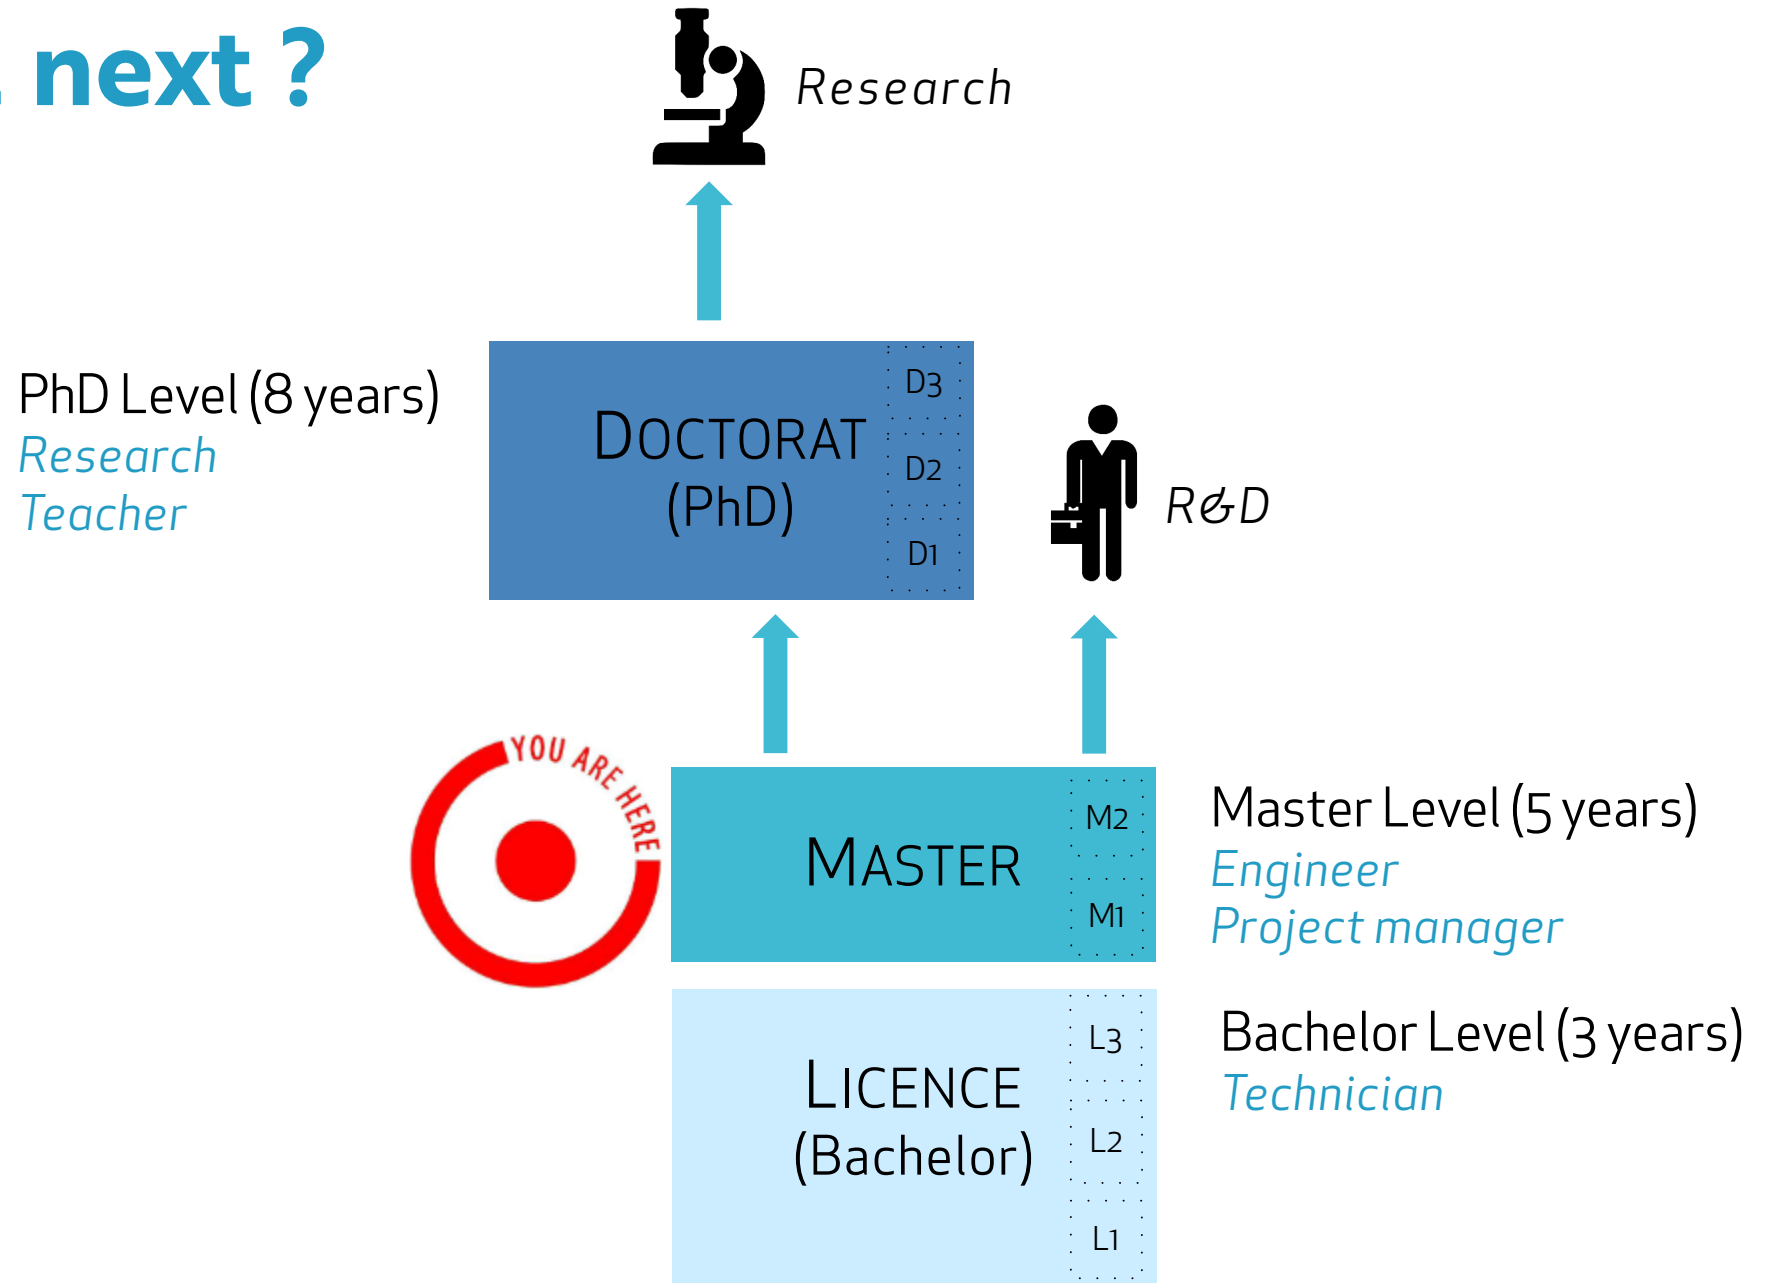 next ?
Research
PhD Level (8 years)
Research
Teacher
DOCTORAT
(PhD)
D3
D2
D1
R&D
YOU ARE HERE
MASTER
M2
M1
Master Level (5 years)
Engineer
Project manager
LICENCE
(Bachelor)
L3
L2
L1
Bachelor Level (3 years)
Technician